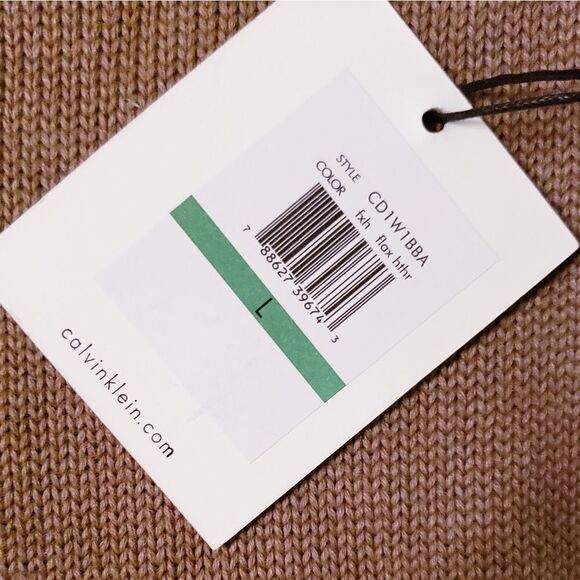 STYLE CD1W1BBA
COLOR fxh flax hthr
7 88627 39674 3
L
calvinklein.com